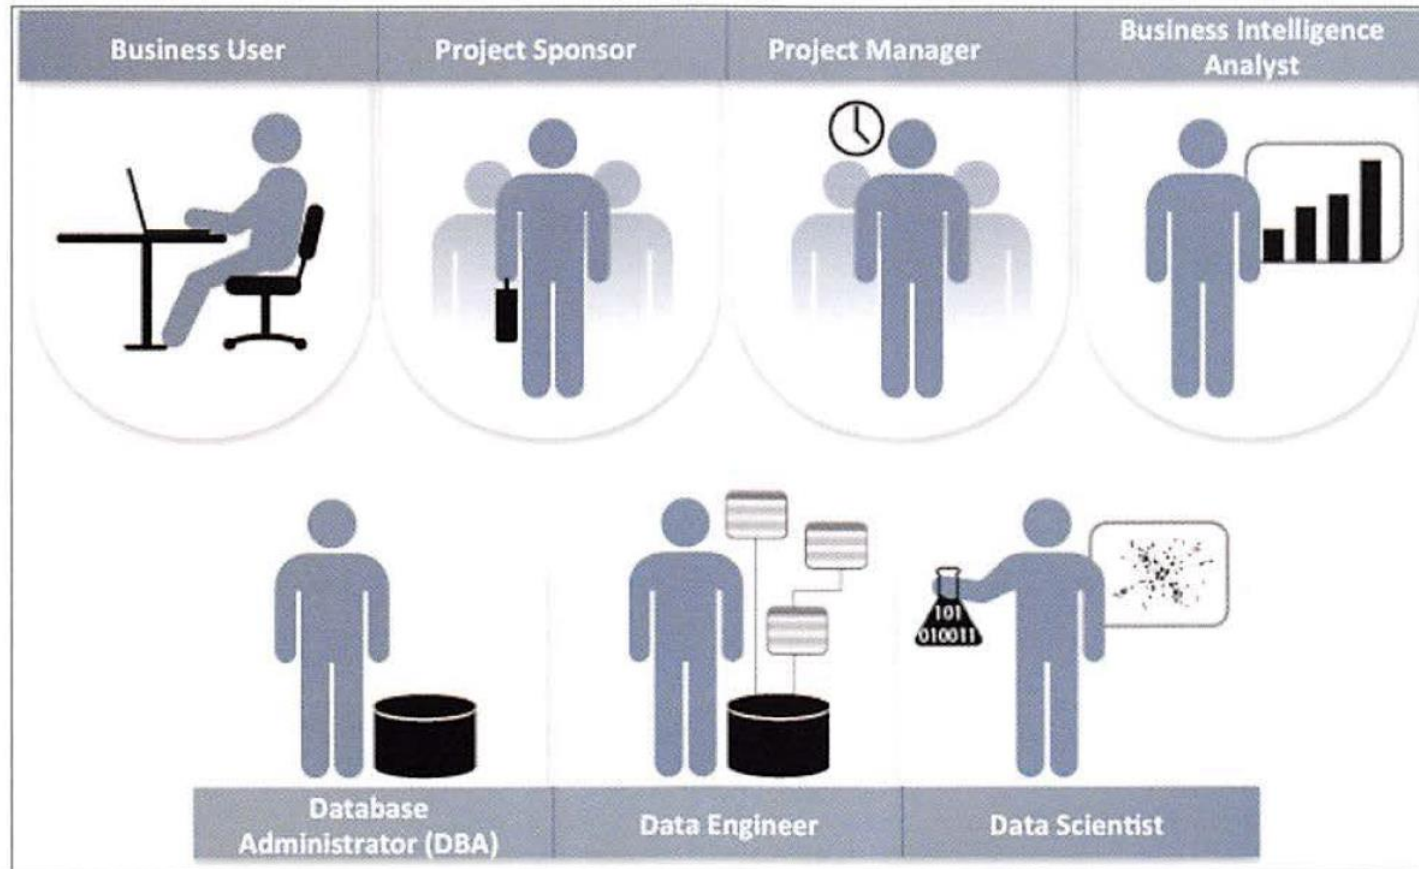 Business User
Project Sponsor
Project Manager
Business Intelligence
Analyst
101
010011
Database
Administrator (DBA)
Data Engineer
Data Scientist